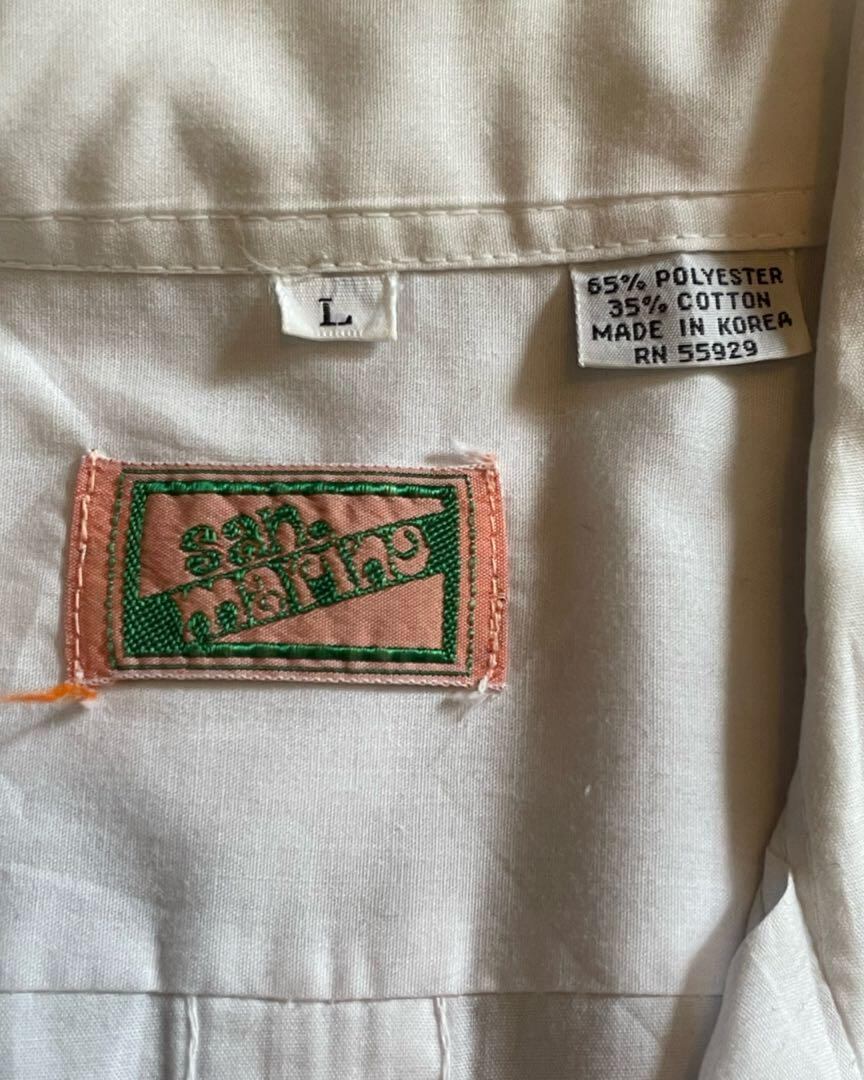 L
65% POLYESTER
35% COTTON
MADE IN KOREA
RN 55929
san
marino